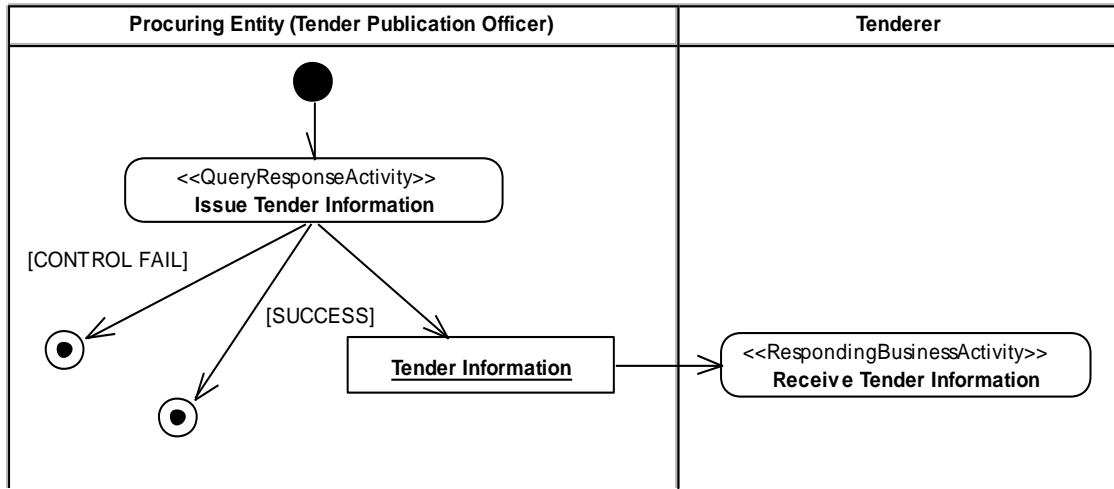 Procuring Entity (Tender Publication Officer)
Tenderer
<<QueryResponseActivity>>
Issue Tender Information
[CONTROL FAIL]
[SUCCESS]
Tender Information
<<RespondingBusinessActivity>>
Receive Tender Information